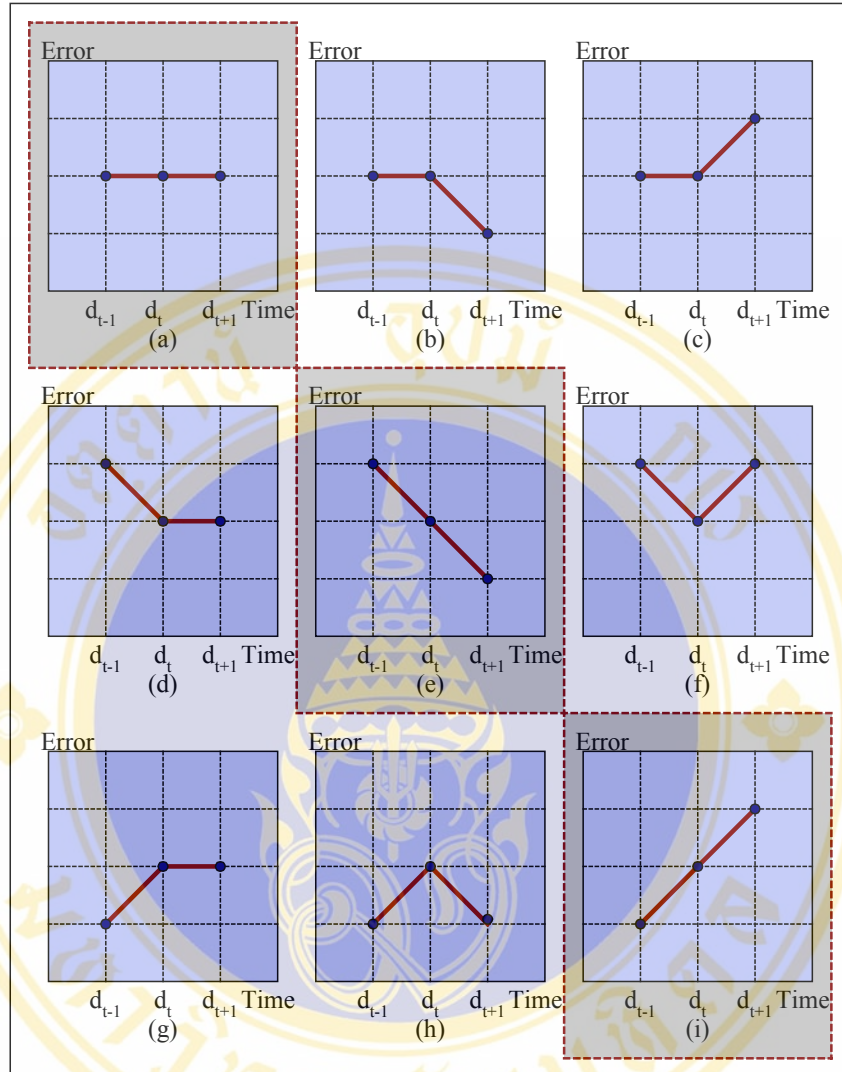 Error Error Error
d_{t-1} d_t d_{t+1} Time d_{t-1} d_t d_{t+1} Time d_{t-1} d_t d_{t+1} Time
(a) (b) (c)
Error Error Error
d_{t-1} d_t d_{t+1} Time d_{t-1} d_t d_{t+1} Time d_{t-1} d_t d_{t+1} Time
(d) (e) (f)
Error Error Error
d_{t-1} d_t d_{t+1} Time d_{t-1} d_t d_{t+1} Time d_{t-1} d_t d_{t+1} Time
(g) (h) (i)